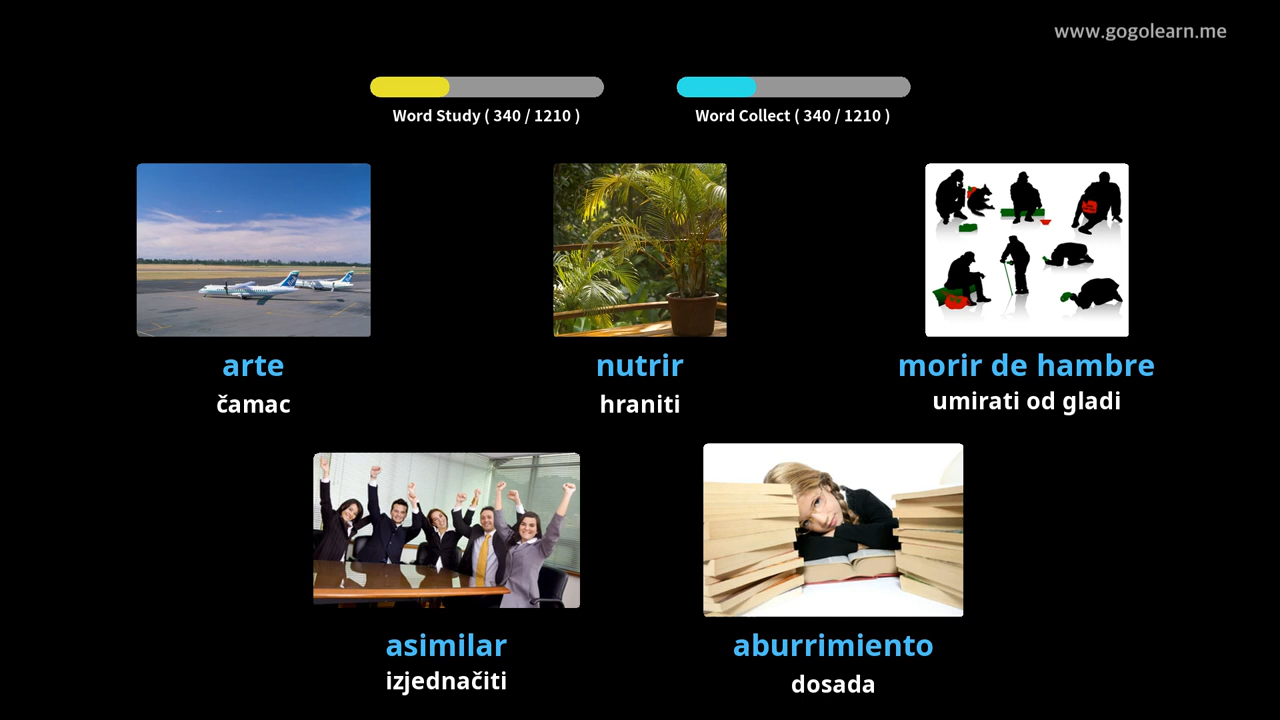 www.gogolearn.me
Word Study ( 340 / 1210 )
Word Collect ( 340 / 1210 )
arte
čamac
nutrir
hraniti
morir de hambre
umirati od gladi
asimilar
izjednačiti
aburrimiento
dosada